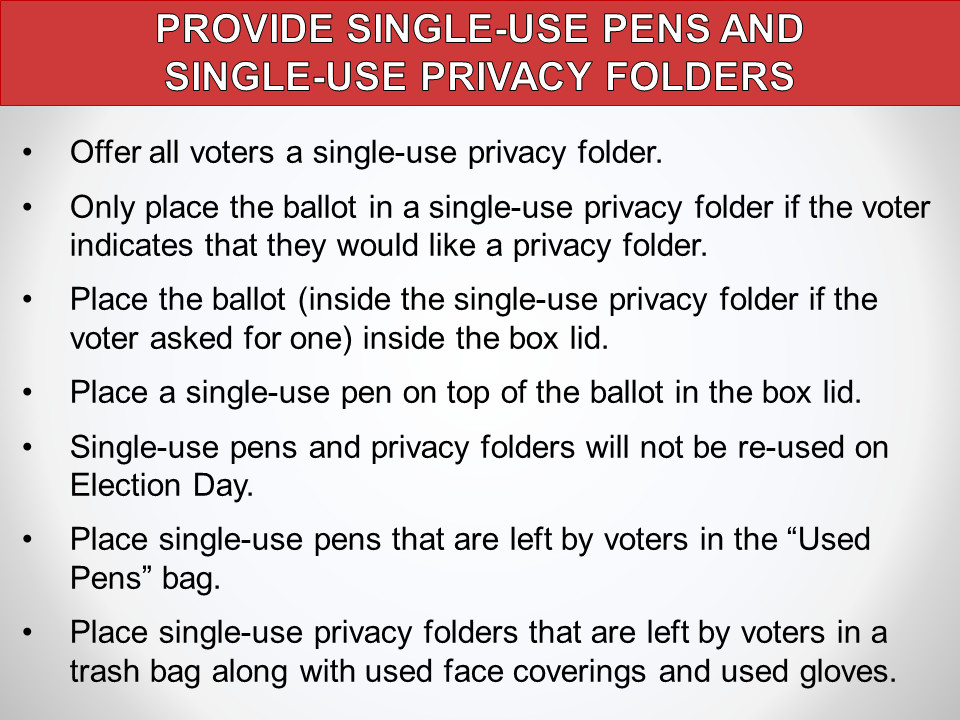 PROVIDE SINGLE-USE PENS AND
SINGLE-USE PRIVACY FOLDERS
• Offer all voters a single-use privacy folder.
• Only place the ballot in a single-use privacy folder if the voter
indicates that they would like a privacy folder.
• Place the ballot (inside the single-use privacy folder if the
voter asked for one) inside the box lid.
• Place a single-use pen on top of the ballot in the box lid.
• Single-use pens and privacy folders will not be re-used on
Election Day.
• Place single-use pens that are left by voters in the “Used
Pens” bag.
• Place single-use privacy folders that are left by voters in a
trash bag along with used face coverings and used gloves.